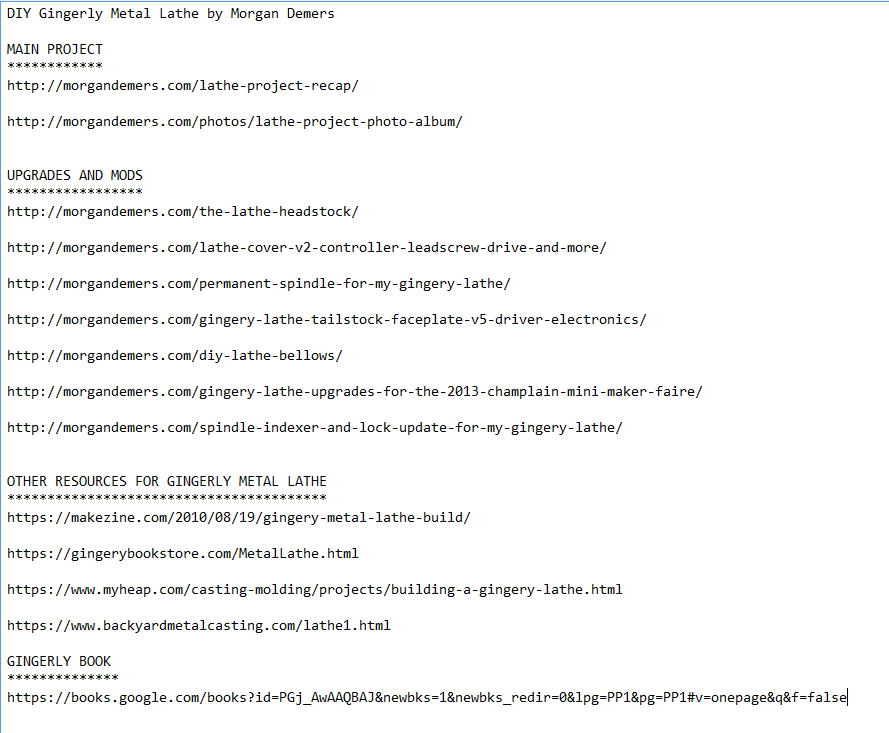 DIY Gingerly Metal Lathe by Morgan Demers
MAIN PROJECT
************
http://morgandemers.com/lathe-project-recap/
http://morgandemers.com/photos/lathe-project-photo-album/
UPGRADES AND MODS
*****************
http://morgandemers.com/the-lathe-headstock/
http://morgandemers.com/lathe-cover-v2-controller-leadscrew-drive-and-more/
http://morgandemers.com/permanent-spindle-for-my-gingery-lathe/
http://morgandemers.com/gingery-lathe-tailstock-faceplate-v5-driver-electronics/
http://morgandemers.com/diy-lathe-bellows/
http://morgandemers.com/gingery-lathe-upgrades-for-the-2013-champlain-mini-maker-faire/
http://morgandemers.com/spindle-indexer-and-lock-update-for-my-gingery-lathe/
OTHER RESOURCES FOR GINGERLY METAL LATHE
****************************************
https://makezine.com/2010/08/19/gingery-metal-lathe-build/
https://gingerybookstore.com/MetalLathe.html
https://www.myheap.com/casting-molding/projects/building-a-gingery-lathe.html
https://www.backyardmetalcasting.com/lathe1.html
GINGERLY BOOK
**************
https://books.google.com/books?id=PGj_AwAAQBAJ&newbks=1&newbks_redir=0&lpg=PP1&pg=PP1#v=onepage&q&f=false